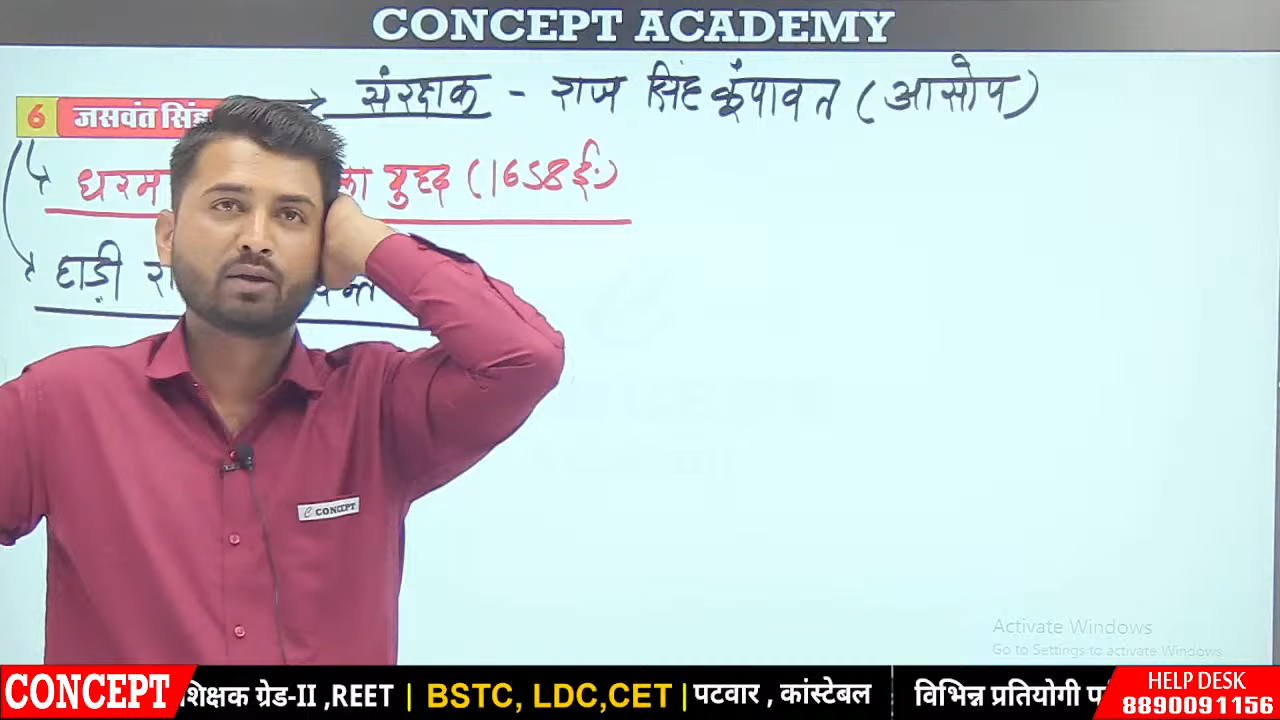 CONCEPT ACADEMY
संरक्षक - राज सिंह कूंपावत (आसोप)
6 जसवंत सिंह
धरम ला युद्ध (1658 ई.)
हाड़ी
CONCEPT
Activate Windows
Go to Settings to activate Windows.
CONCEPT शिक्षक ग्रेड-II ,REET | BSTC, LDC,CET | पटवार , कांस्टेबल विभिन्न प्रतियोगी
HELP DESK
8890091156